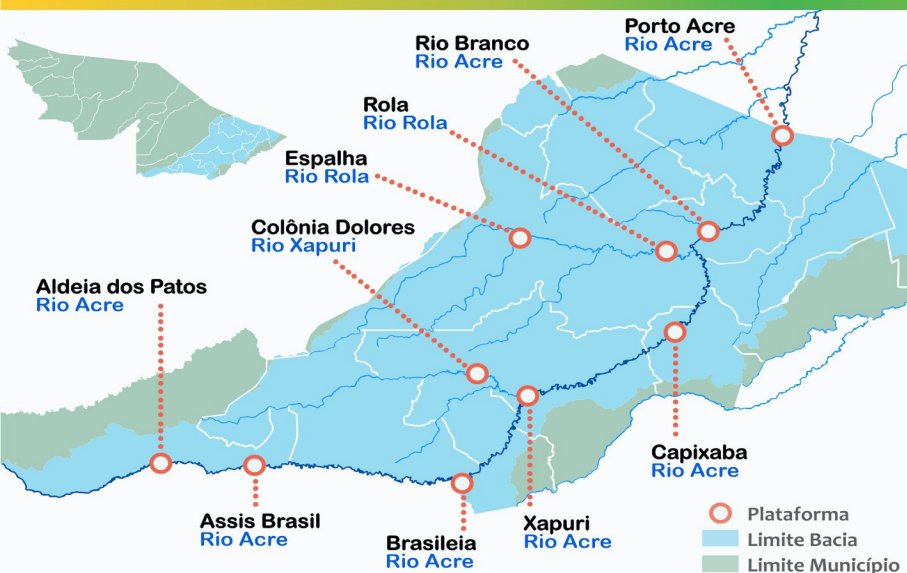 Porto Acre
Rio Acre
Rio Branco
Rio Acre
Rola
Rio Rola
Espalha
Rio Rola
Colônia Dolores
Rio Xapuri
Aldeia dos Patos
Rio Acre
Capixaba
Rio Acre
Assis Brasil
Rio Acre
Brasileia
Rio Acre
Xapuri
Rio Acre
Plataforma
Limite Bacia
Limite Município